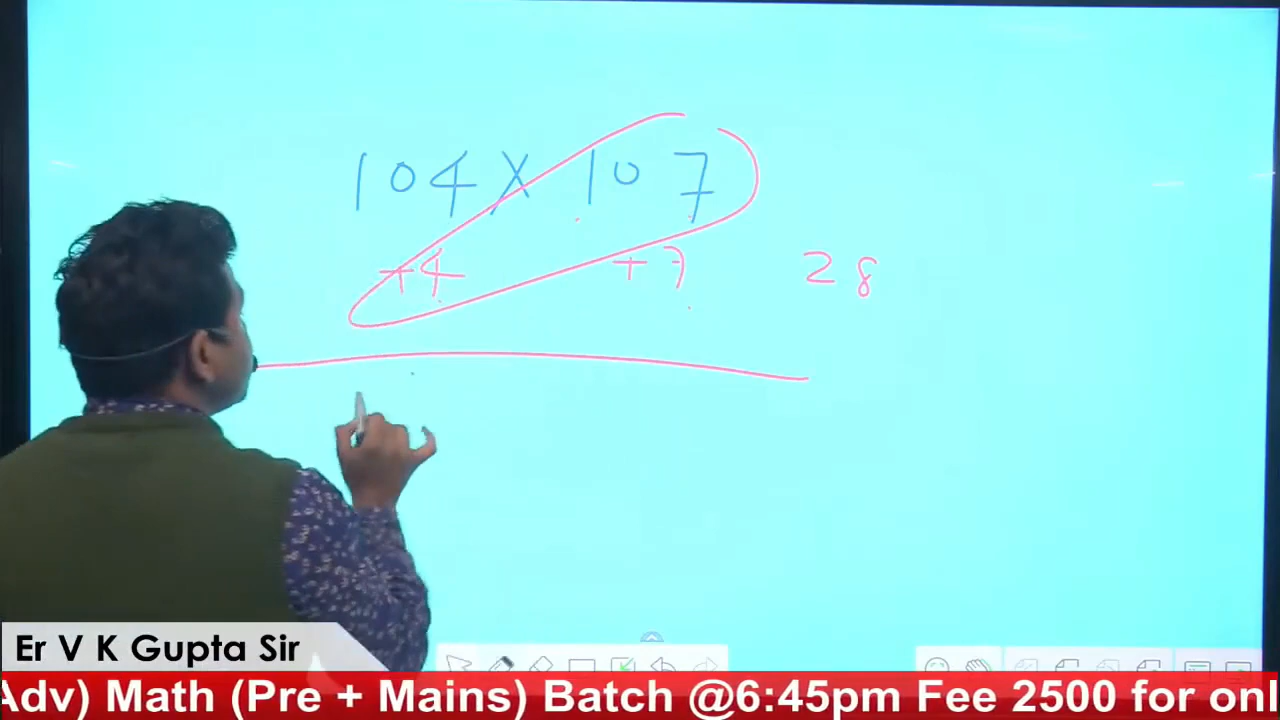 104 X 107
+4 +7 28
Er V K Gupta Sir
Adv) Math (Pre + Mains) Batch @6:45pm Fee 2500 for onl